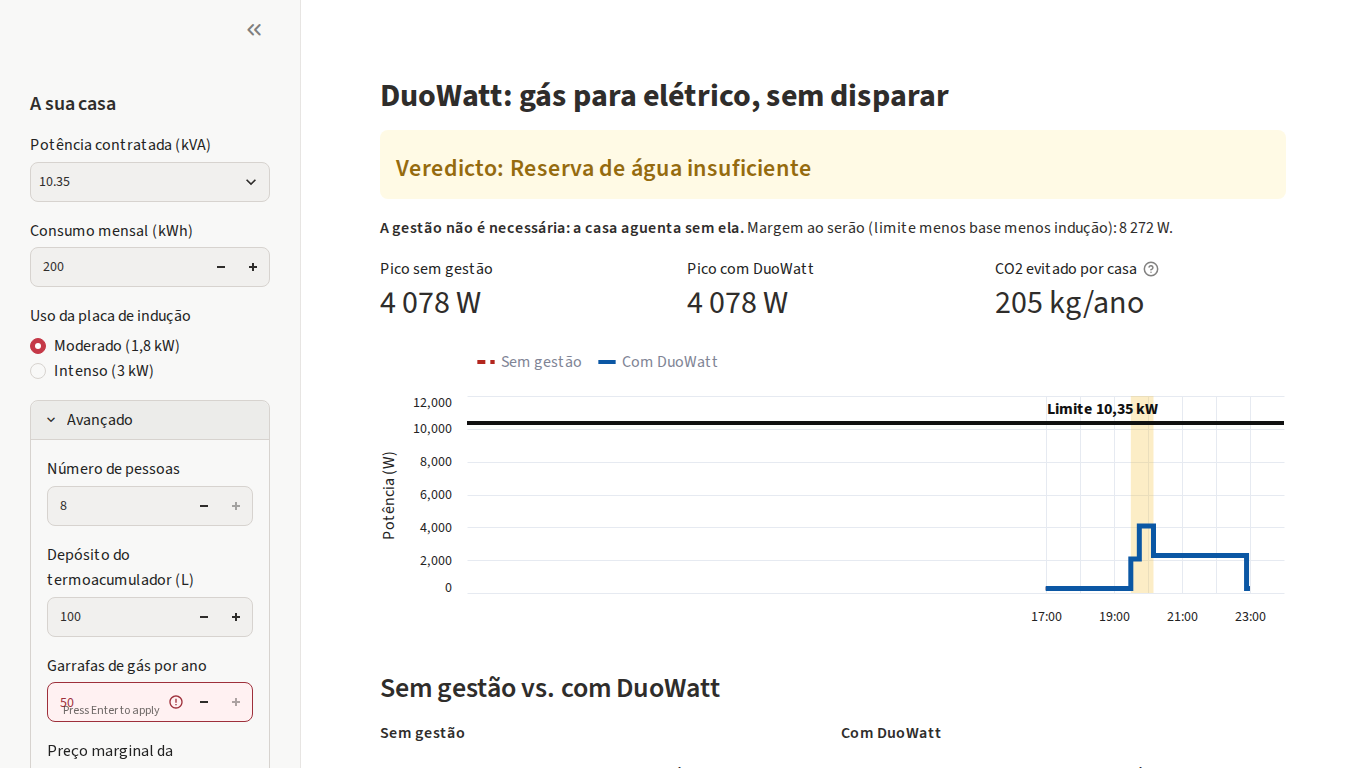 A sua casa
Potência contratada (kVA)
10.35
Consumo mensal (kWh)
200
Uso da placa de indução
Moderado (1,8 kW)
Intenso (3 kW)
Avançado
Número de pessoas
8
Depósito do
termoacumulador (L)
100
Garrafas de gás por ano
50
Press Enter to apply
Preço marginal da
DuoWatt: gás para elétrico, sem disparar
Veredicto: Reserva de água insuficiente
A gestão não é necessária: a casa aguenta sem ela. Margem ao serão (limite menos base menos indução): 8 272 W.
Pico sem gestão
4 078 W
Pico com DuoWatt
4 078 W
CO2 evitado por casa
205 kg/ano
Sem gestão
Com DuoWatt
Limite 10,35 kW
Potência (W)
12,000
10,000
8,000
6,000
4,000
2,000
0
17:00 19:00 21:00 23:00
Sem gestão vs. com DuoWatt
Sem gestão
Com DuoWatt